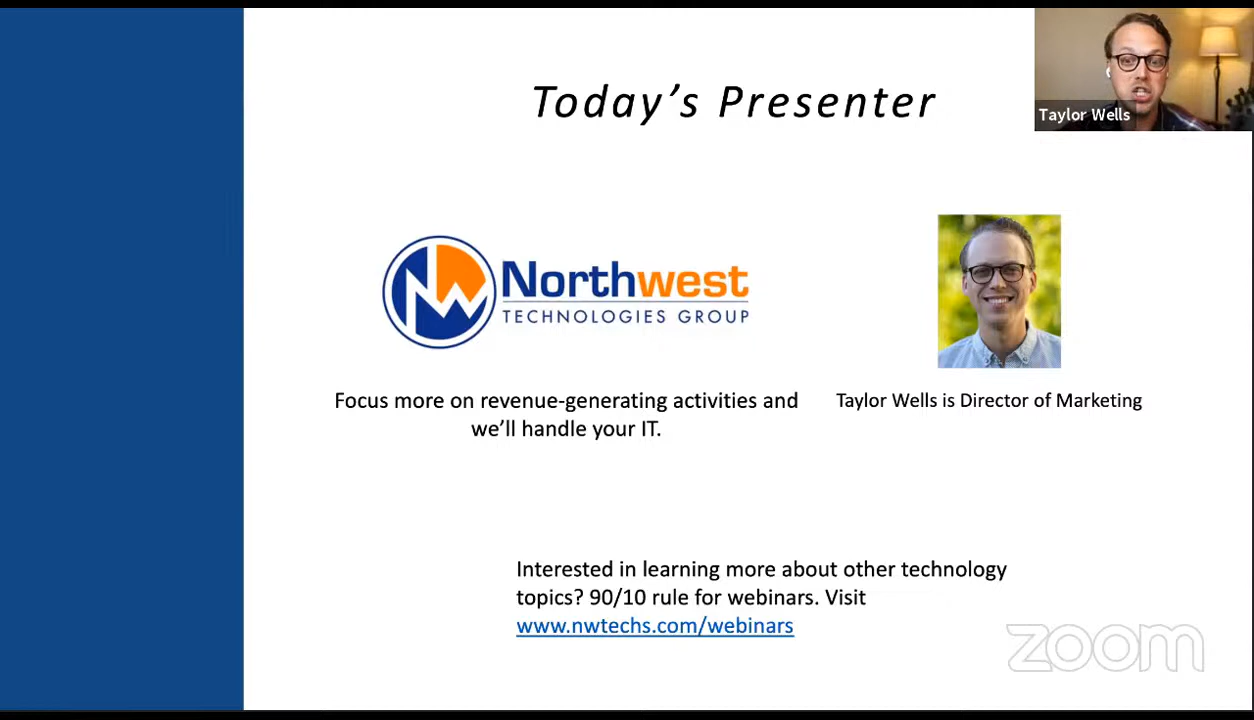 Today's Presenter
Taylor Wells
NW
Northwest
TECHNOLOGIES GROUP
Focus more on revenue-generating activities and
we'll handle your IT.
Taylor Wells is Director of Marketing
Interested in learning more about other technology
topics? 90/10 rule for webinars. Visit
www.nwtechs.com/webinars
zoom